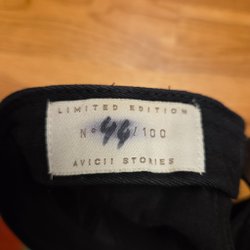 LIMITED EDITION
Nº 44/100
AVICII STORIES